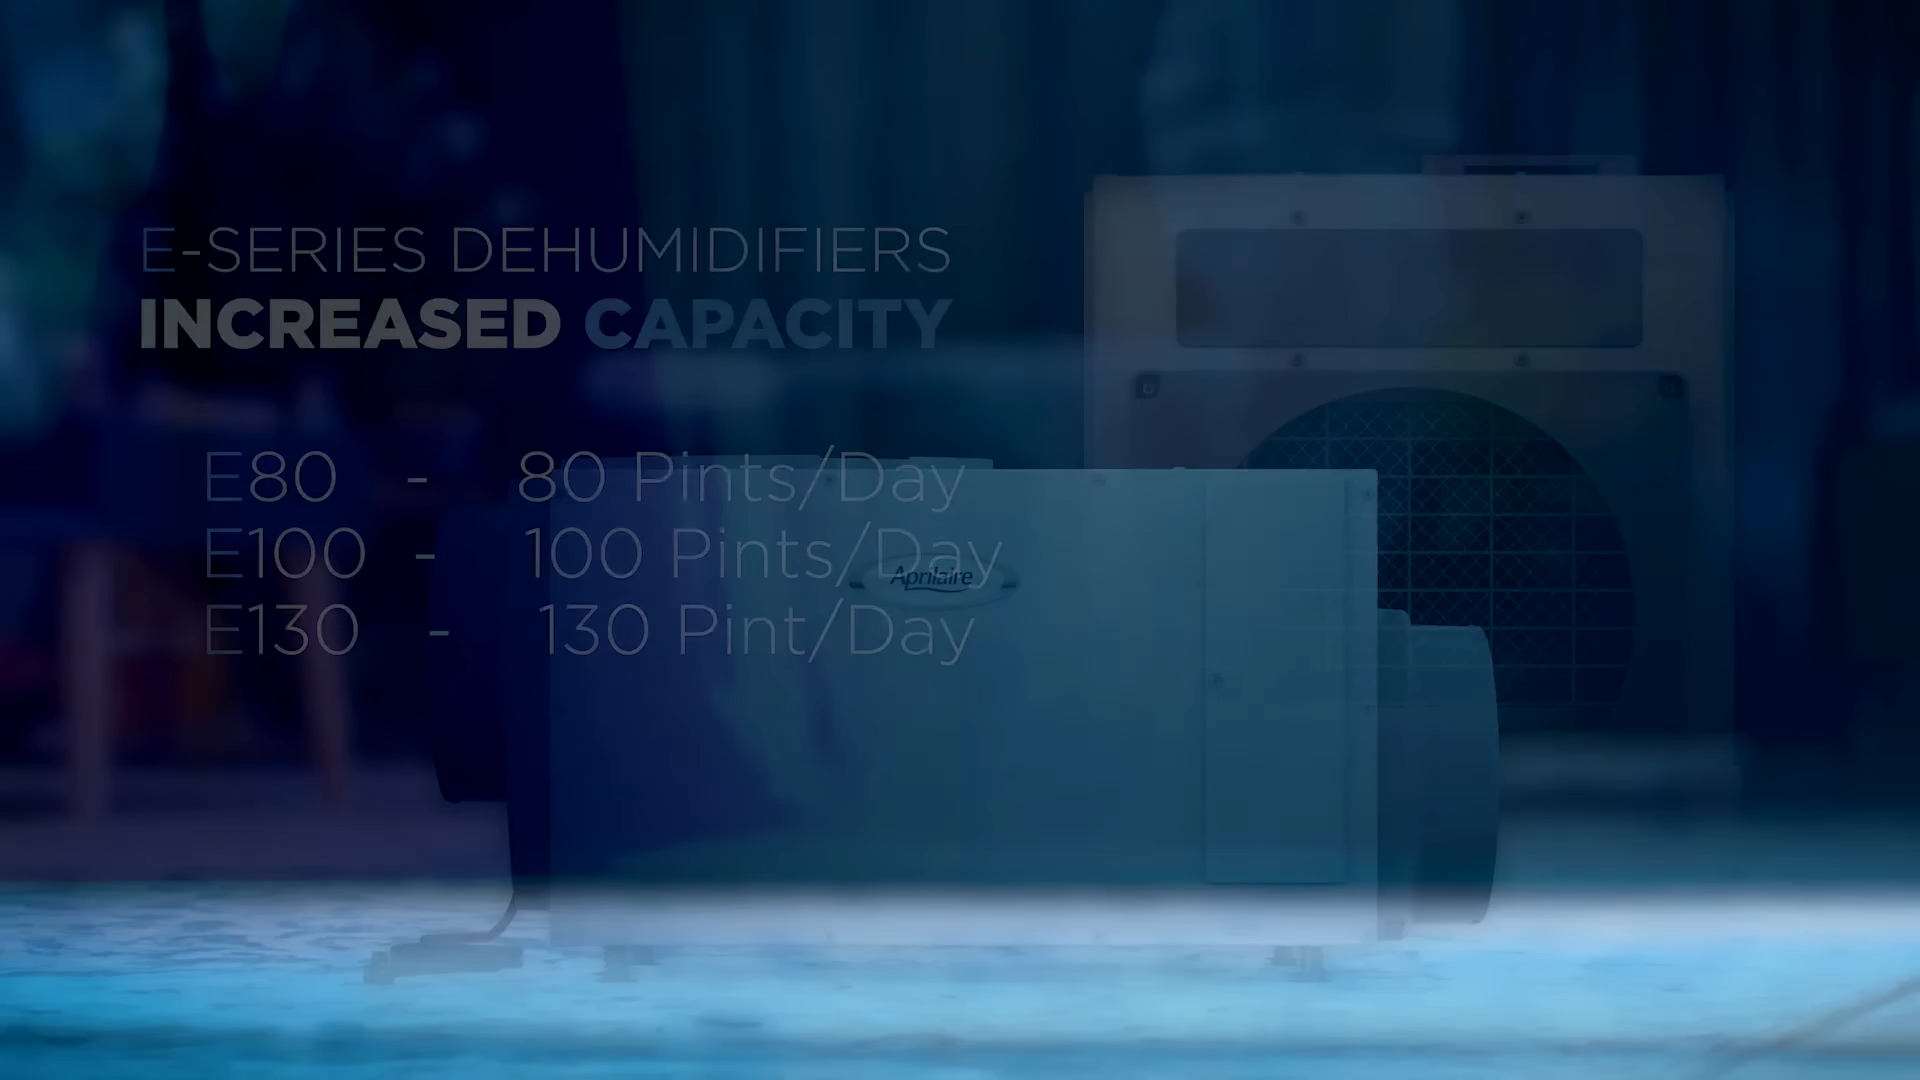 E-SERIES DEHUMIDIFIERS
INCREASED CAPACITY
E80 - 80 Pints/Day
E100 - 100 Pints/Day
Aprilaire
E130 - 130 Pint/Day